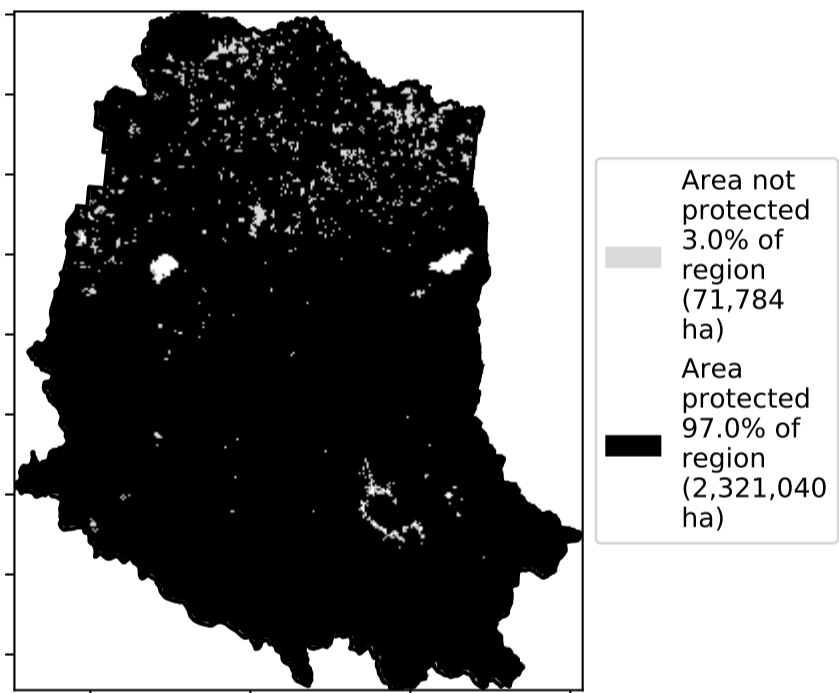 Area not
protected
3.0% of
region
(71,784
ha)
Area
protected
97.0% of
region
(2,321,040
ha)